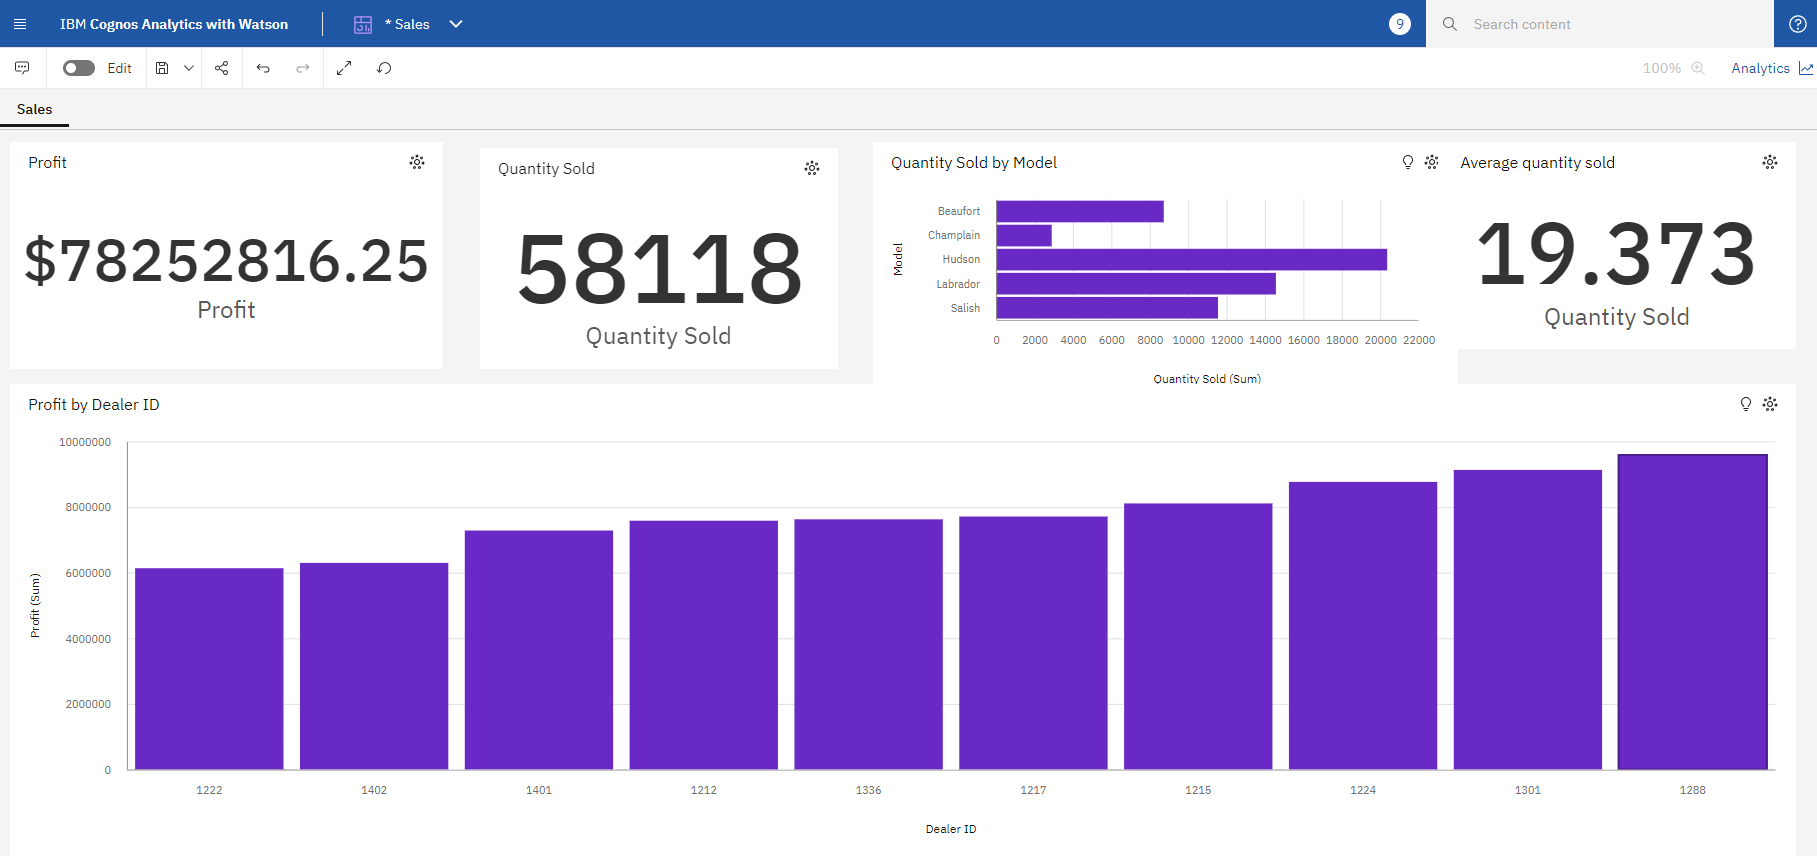 IBM Cognos Analytics with Watson
* Sales
9
Search content
Edit
100%
Analytics
Sales
Profit
$78252816.25
Profit
Quantity Sold
58118
Quantity Sold
Quantity Sold by Model
Model
Beaufort
Champlain
Hudson
Labrador
Salish
0 2000 4000 6000 8000 10000 12000 14000 16000 18000 20000 22000
Quantity Sold (Sum)
Average quantity sold
19.373
Quantity Sold
Profit by Dealer ID
Profit (Sum)
10000000
8000000
6000000
4000000
2000000
0
1222 1402 1401 1212 1336 1217 1215 1224 1301 1288
Dealer ID